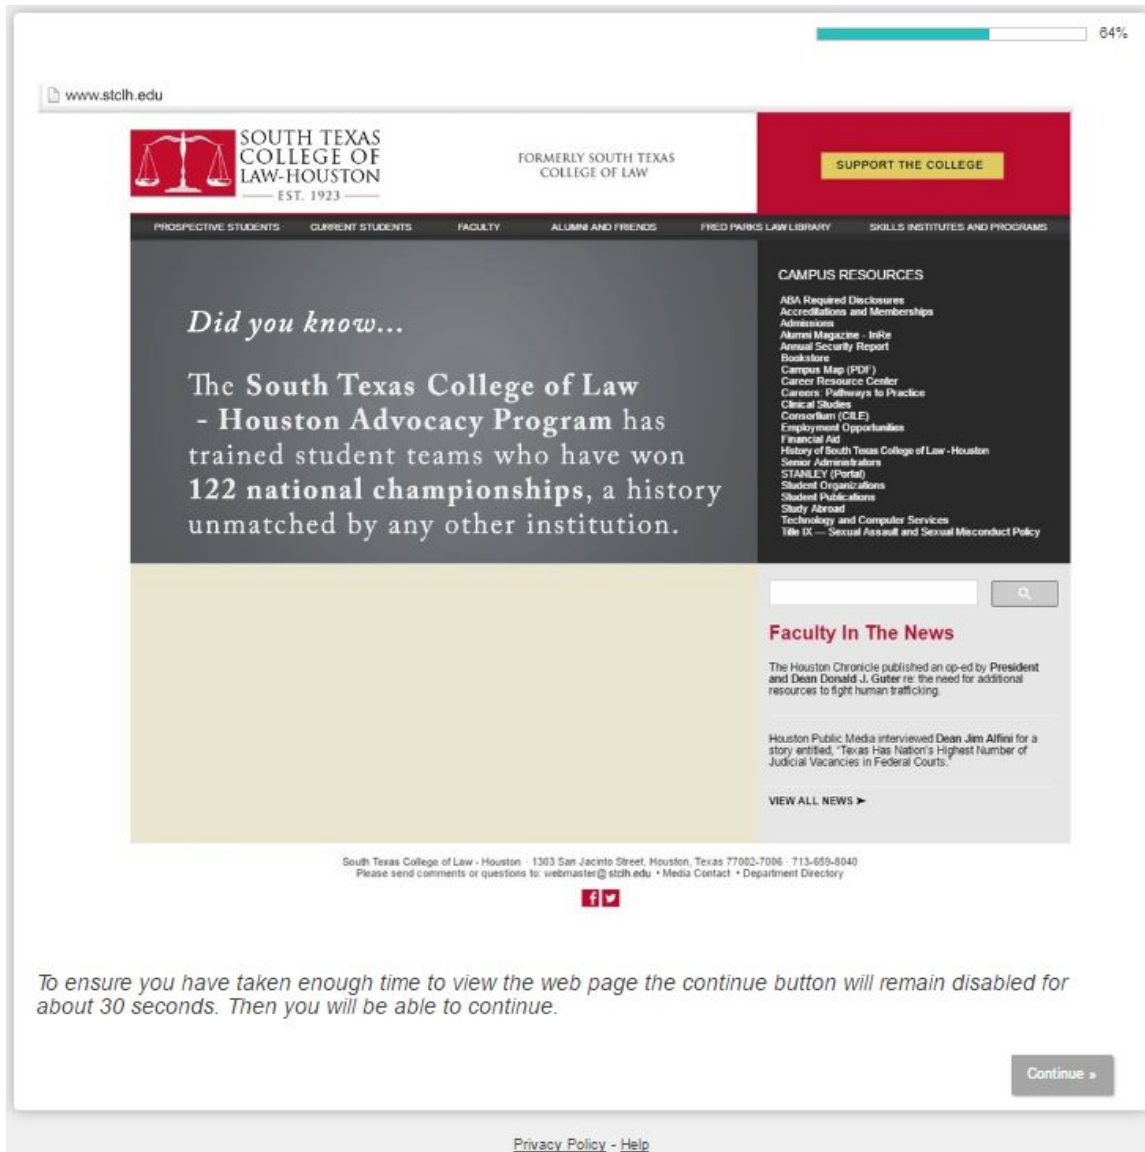 64%
www.stclh.edu
SOUTH TEXAS
COLLEGE OF
LAW-HOUSTON
EST. 1923
FORMERLY SOUTH TEXAS
COLLEGE OF LAW
SUPPORT THE COLLEGE
PROSPECTIVE STUDENTS CURRENT STUDENTS FACULTY ALUMNI AND FRIENDS FRED PARKS LAW LIBRARY SKILLS INSTITUTES AND PROGRAMS
Did you know...
The South Texas College of Law
- Houston Advocacy Program has
trained student teams who have won
122 national championships, a history
unmatched by any other institution.
CAMPUS RESOURCES
ABA Required Disclosures
Accreditations and Memberships
Admissions
Alumni Magazine - InRe
Annual Security Report
Bookstore
Campus Map (PDF)
Career Resource Center
Careers: Pathways to Practice
Clinical Studies
Consortium (CILE)
Employment Opportunities
Financial Aid
History of South Texas College of Law - Houston
Senior Administrators
STANLEY (Portal)
Student Organizations
Student Publications
Study Abroad
Technology and Computer Services
Title IX — Sexual Assault and Sexual Misconduct Policy
Faculty In The News
The Houston Chronicle published an op-ed by President
and Dean Donald J. Guter re: the need for additional
resources to fight human trafficking.
Houston Public Media interviewed Dean Jim Alfini for a
story entitled, "Texas Has Nation's Highest Number of
Judicial Vacancies in Federal Courts."
VIEW ALL NEWS ➤
South Texas College of Law - Houston · 1303 San Jacinto Street, Houston, Texas 77002-7006 · 713-659-8040
Please send comments or questions to: webmaster@stclh.edu • Media Contact • Department Directory
To ensure you have taken enough time to view the web page the continue button will remain disabled for
about 30 seconds. Then you will be able to continue.
Continue »
Privacy Policy - Help